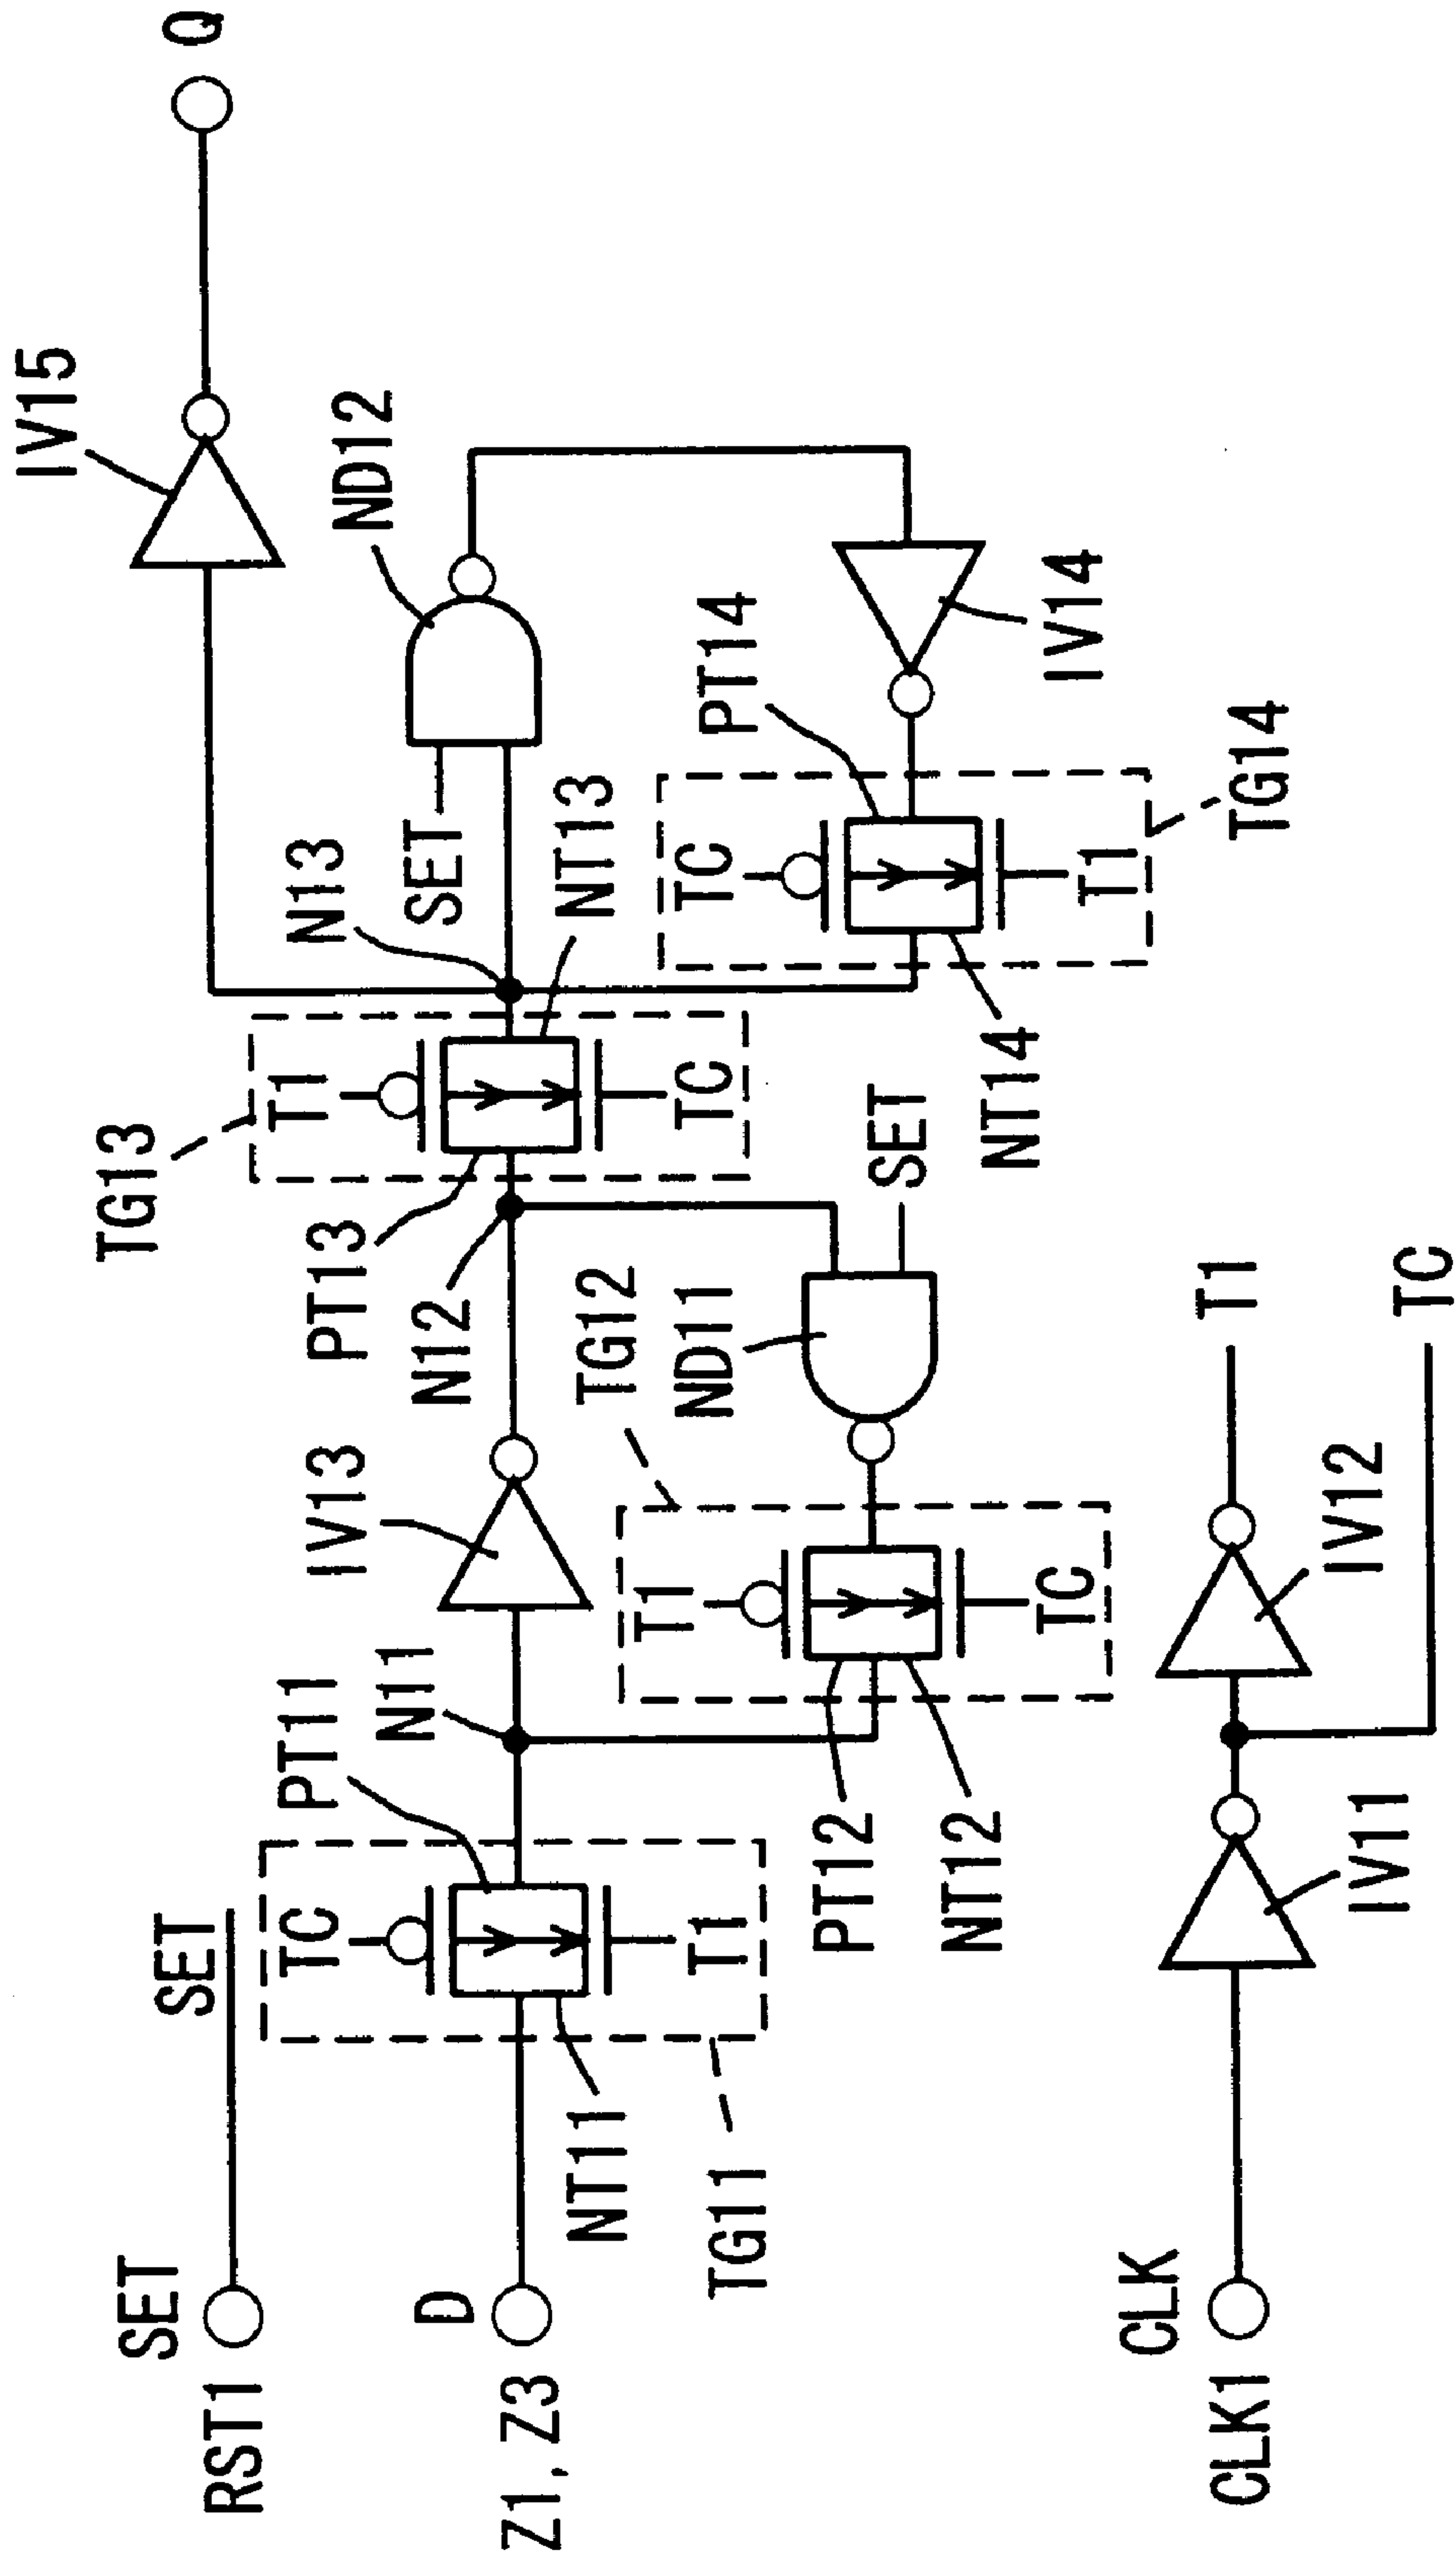 SET
RST1
SET
D
Z1, Z3
TC
T1
NT11
PT11
TG11
N11
IV13
N12
T1
TC
PT12
NT12
TG12
ND11
SET
TG13
T1
TC
PT13
NT13
N13
SET
ND12
IV15
Q
TC
T1
PT14
NT14
TG14
IV14
CLK
CLK1
IV11
IV12
T1
TC